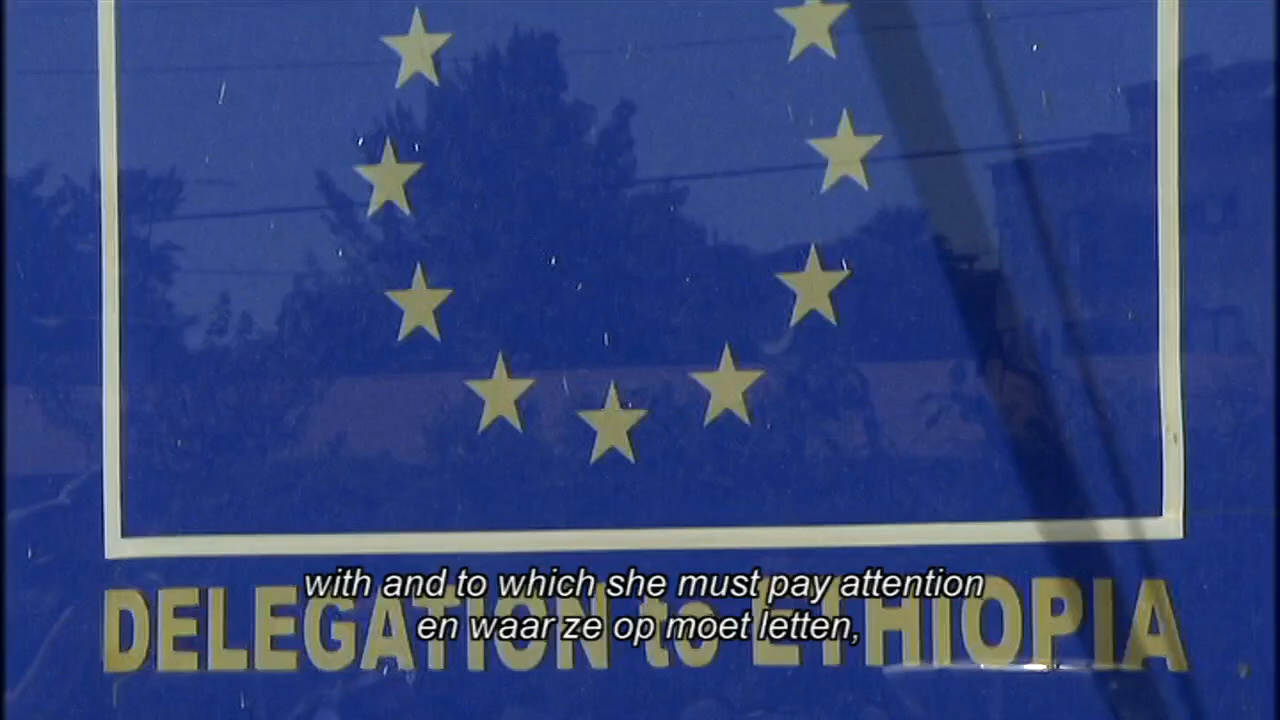 with and to which she must pay attention
en waar ze op moet letten,
DELEGATION to ETHIOPIA